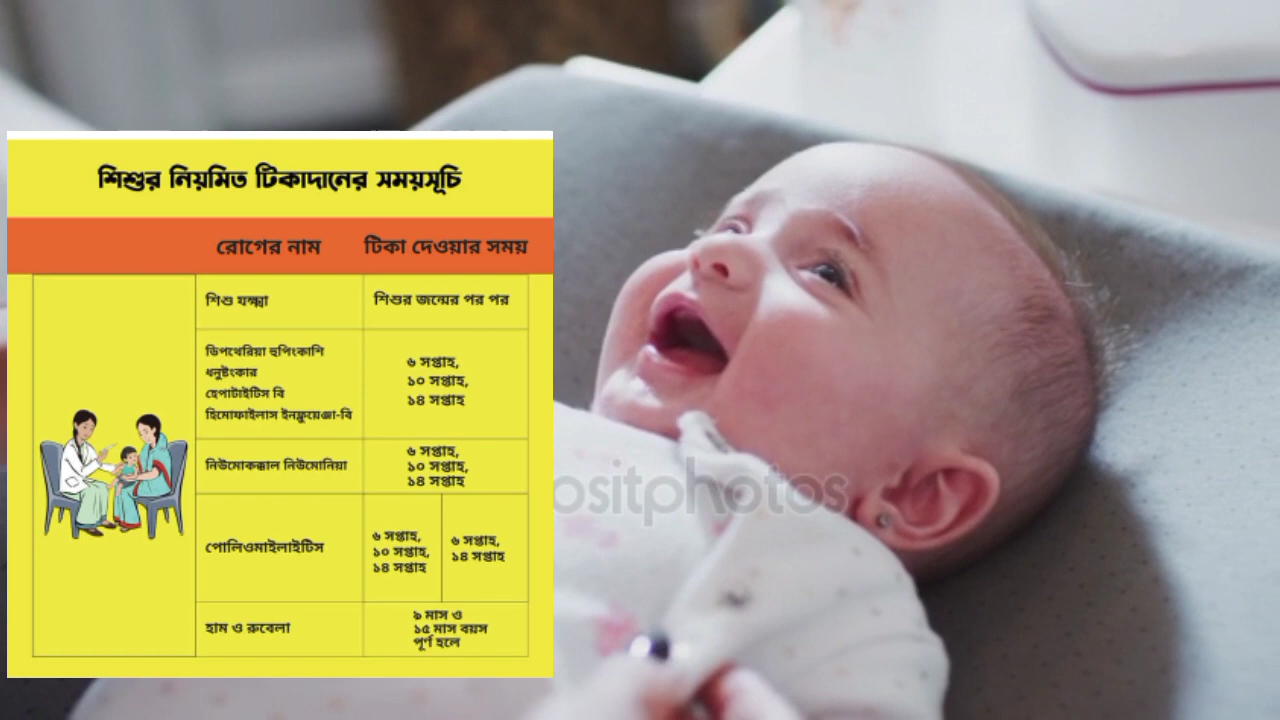 শিশুর নিয়মিত টিকাদানের সময়সূচি
রোগের নাম টিকা দেওয়ার সময়
শিশু যক্ষ্মা শিশুর জন্মের পর পর
ডিপথেরিয়া হুপিংকাশি
ধনুষ্টংকার
হেপাটাইটিস বি
হিমোফাইলাস ইনফ্লুয়েঞ্জা-বি
৬ সপ্তাহ,
১০ সপ্তাহ,
১৪ সপ্তাহ
নিউমোকক্কাল নিউমোনিয়া
৬ সপ্তাহ,
১০ সপ্তাহ,
১৪ সপ্তাহ
পোলিওমাইলাইটিস
৬ সপ্তাহ,
১০ সপ্তাহ,
১৪ সপ্তাহ
৬ সপ্তাহ,
১৪ সপ্তাহ
হাম ও রুবেলা
৯ মাস ও
১৫ মাস বয়স
পূর্ণ হলে
ositphotos